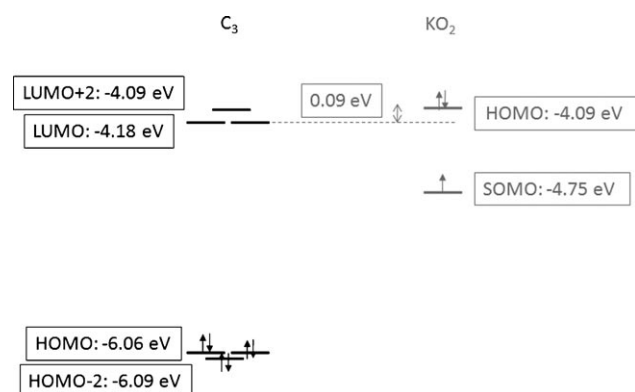 C₃
KO₂
LUMO+2: -4.09 eV
0.09 eV
HOMO: -4.09 eV
LUMO: -4.18 eV
SOMO: -4.75 eV
HOMO: -6.06 eV
HOMO-2: -6.09 eV